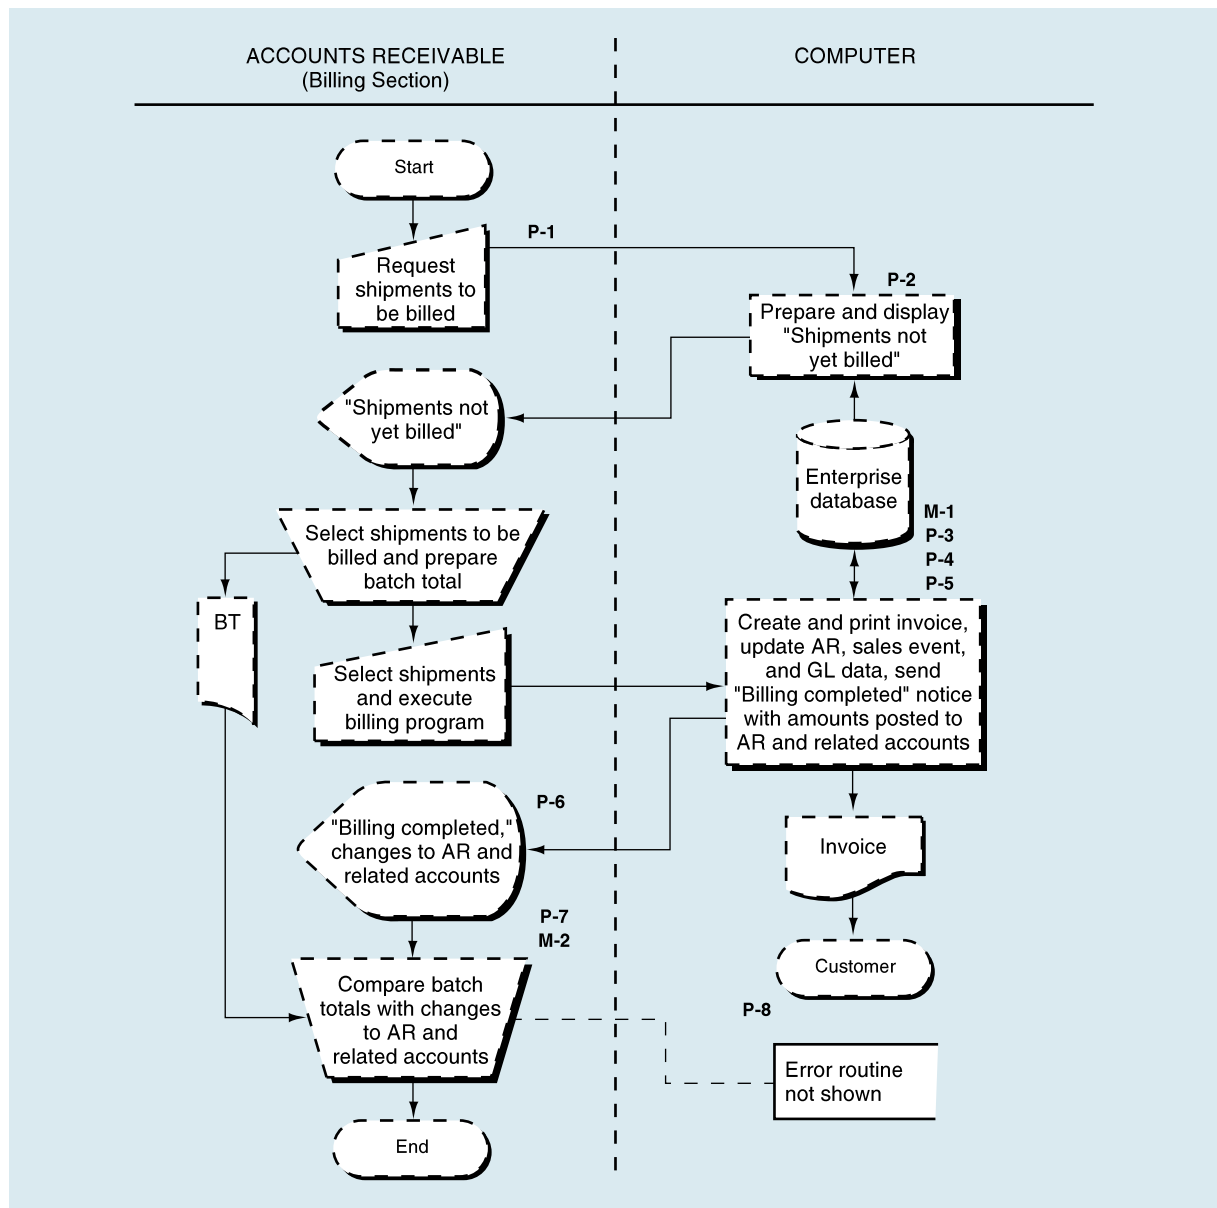 ACCOUNTS RECEIVABLE
(Billing Section)
COMPUTER
Start
P-1
Request
shipments to
be billed
P-2
Prepare and display
"Shipments not
yet billed"
"Shipments not
yet billed"
Enterprise
database
M-1
P-3
P-4
P-5
Select shipments to be
billed and prepare
batch total
BT
Select shipments
and execute
billing program
Create and print invoice,
update AR, sales event,
and GL data, send
"Billing completed" notice
with amounts posted to
AR and related accounts
P-6
"Billing completed,"
changes to AR and
related accounts
Invoice
P-7
M-2
Customer
Compare batch
totals with changes
to AR and
related accounts
P-8
Error routine
not shown
End